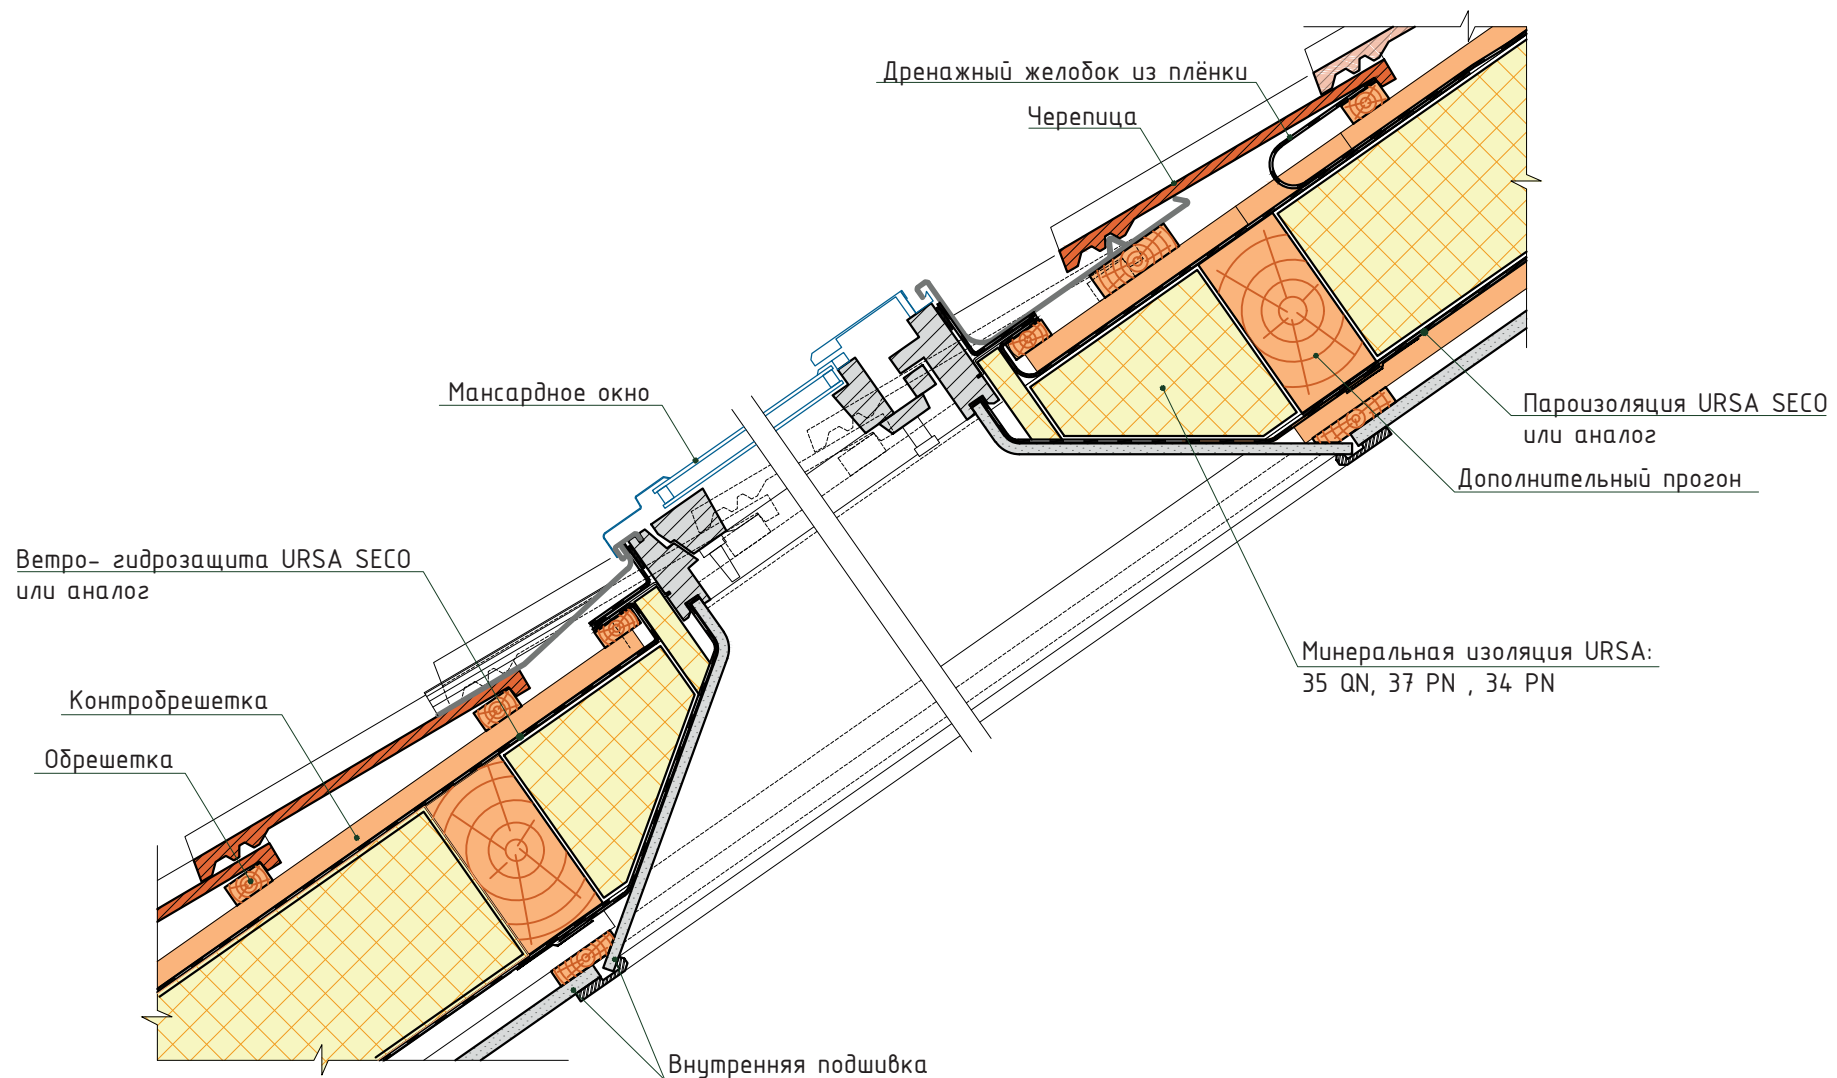 Дренажный желобок из плёнки
Черепица
Мансардное окно
Пароизоляция URSA SECO
или аналог
Дополнительный прогон
Ветро- гидрозащита URSA SECO
или аналог
Минеральная изоляция URSA:
35 QN, 37 PN , 34 PN
Контробрешетка
Обрешетка
Внутренняя подшивка